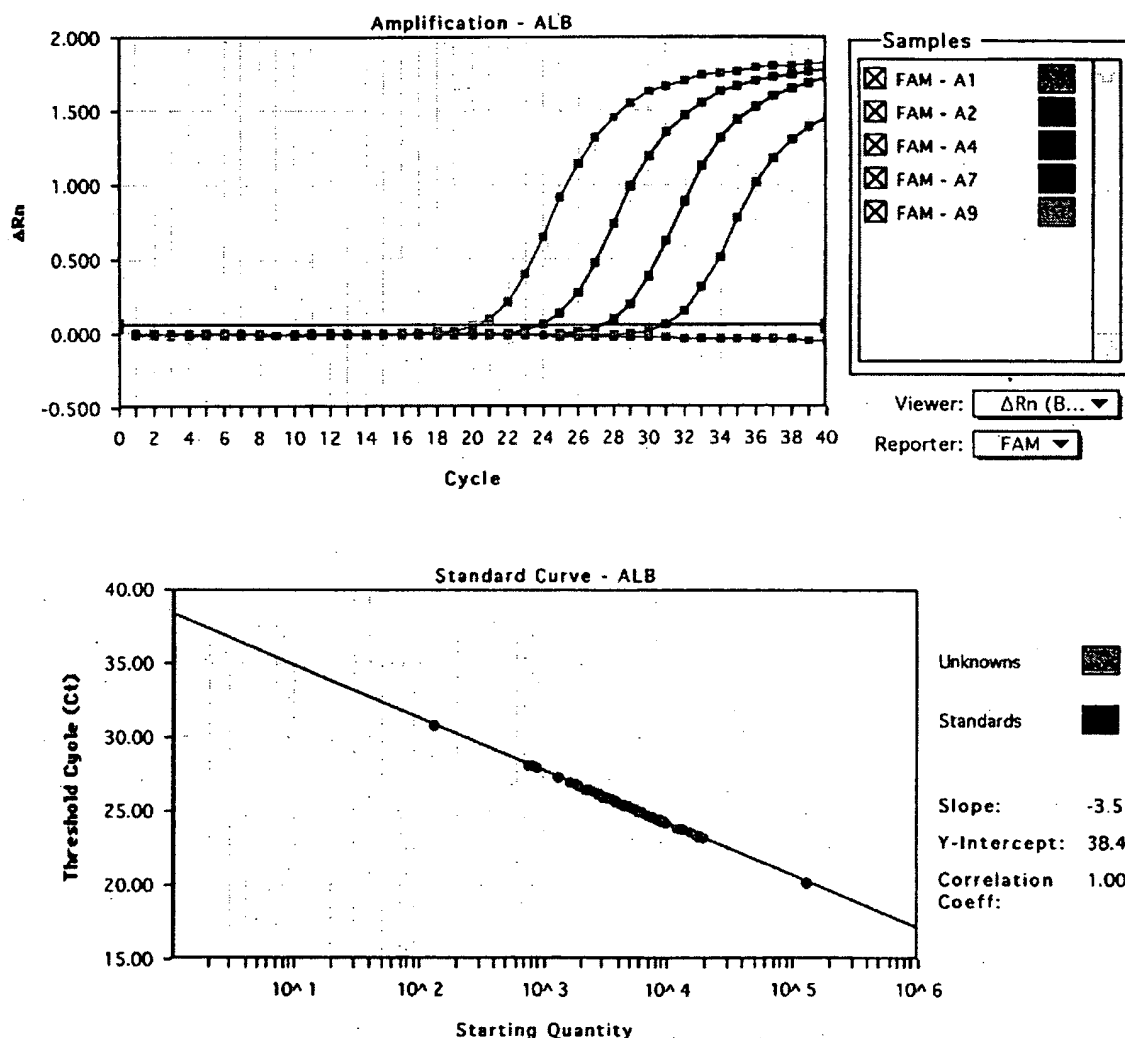 Amplification - ALB
2.000
1.500
1.000
0.500
0.000
-0.500
ΔRn
0 2 4 6 8 10 12 14 16 18 20 22 24 26 28 30 32 34 36 38 40
Cycle
Samples
FAM - A1
FAM - A2
FAM - A4
FAM - A7
FAM - A9
Viewer: ΔRn (B... ▼
Reporter: FAM ▼
Standard Curve - ALB
40.00
35.00
30.00
25.00
20.00
15.00
Threshold Cycle (Ct)
10^1 10^2 10^3 10^4 10^5 10^6
Starting Quantity
Unknowns
Standards
Slope: -3.5
Y-Intercept: 38.4
Correlation 1.00
Coeff: